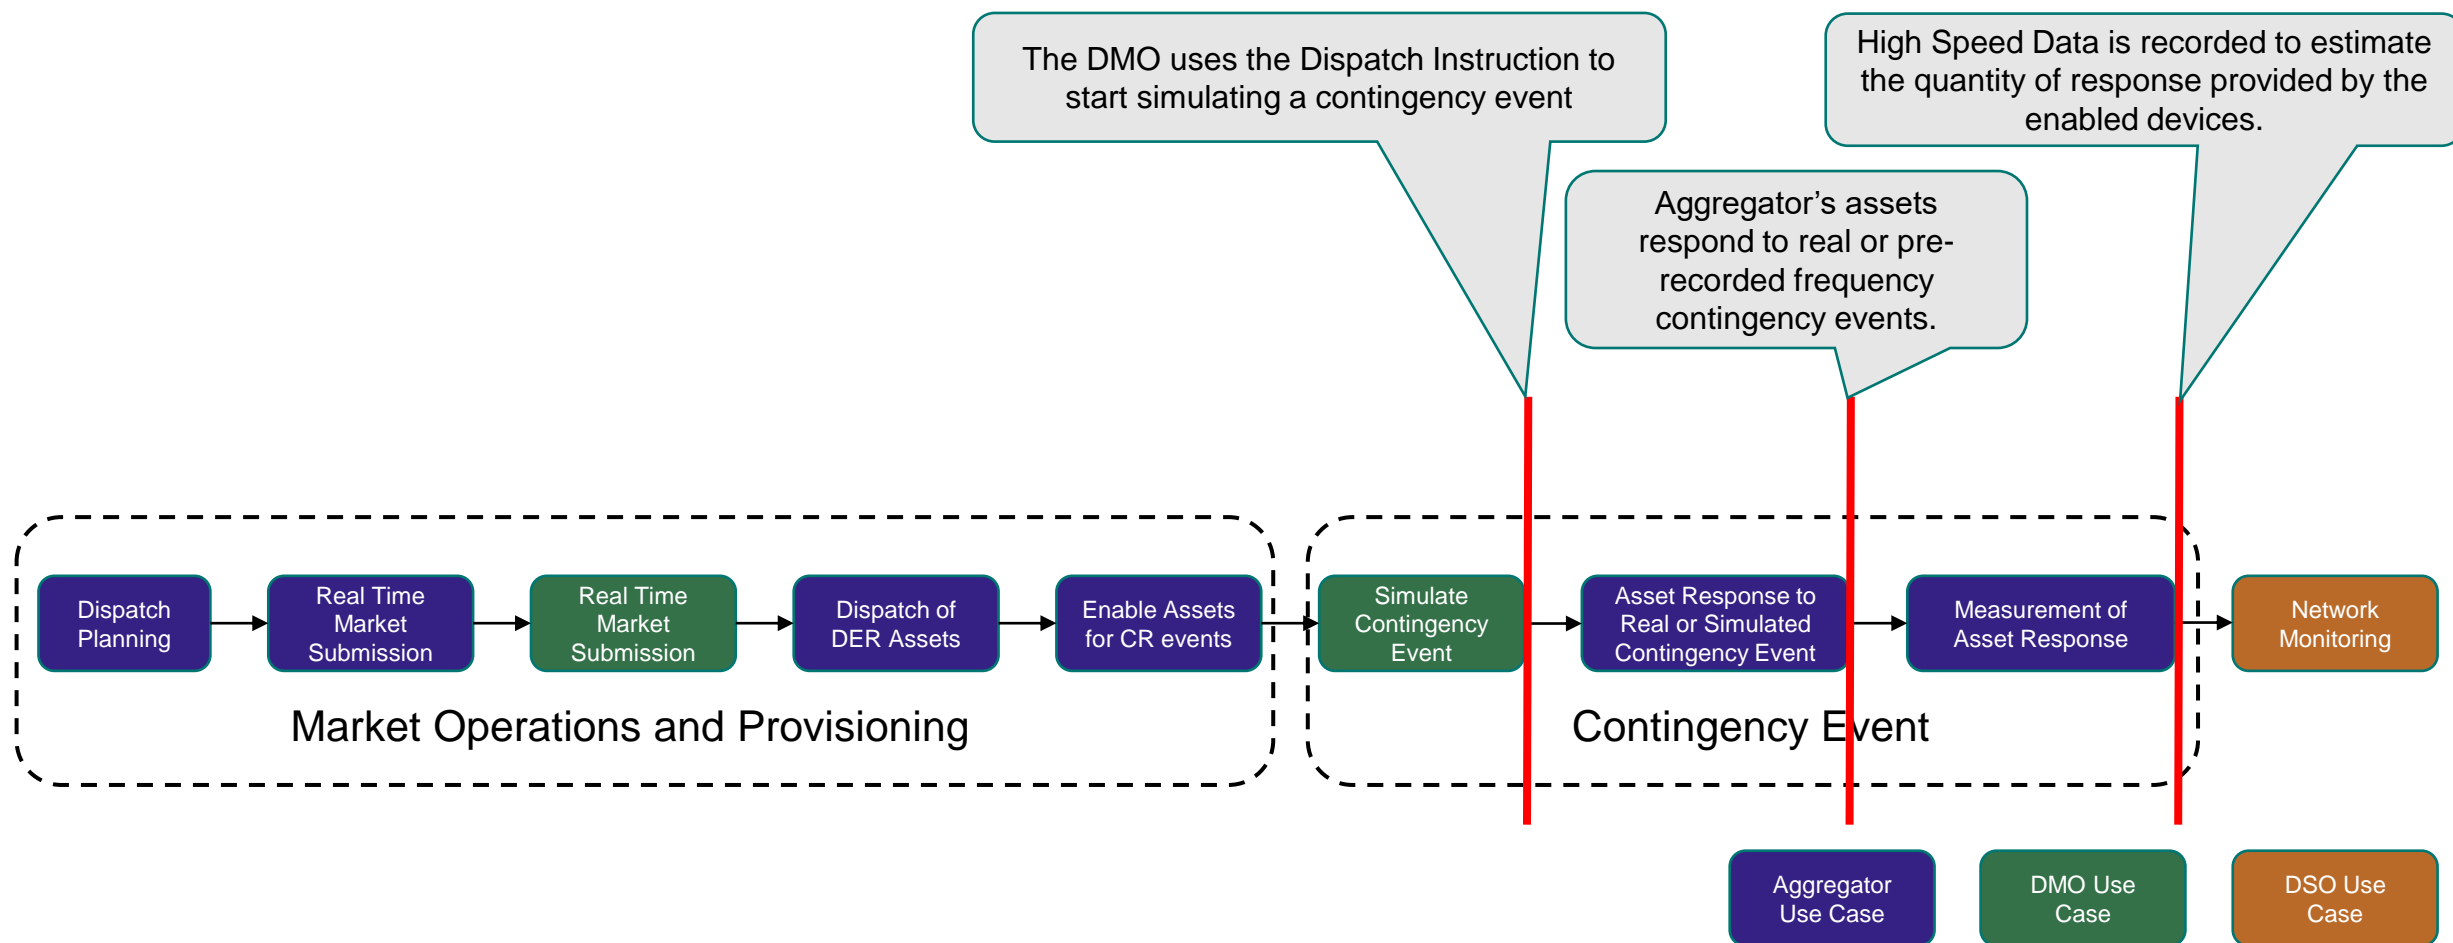 The DMO uses the Dispatch Instruction to
start simulating a contingency event
High Speed Data is recorded to estimate
the quantity of response provided by the
enabled devices.
Aggregator’s assets
respond to real or pre-
recorded frequency
contingency events.
Dispatch
Planning
Real Time
Market
Submission
Real Time
Market
Submission
Dispatch of
DER Assets
Enable Assets
for CR events
Simulate
Contingency
Event
Asset Response to
Real or Simulated
Contingency Event
Measurement of
Asset Response
Network
Monitoring
Market Operations and Provisioning
Contingency Event
Aggregator
Use Case
DMO Use
Case
DSO Use
Case